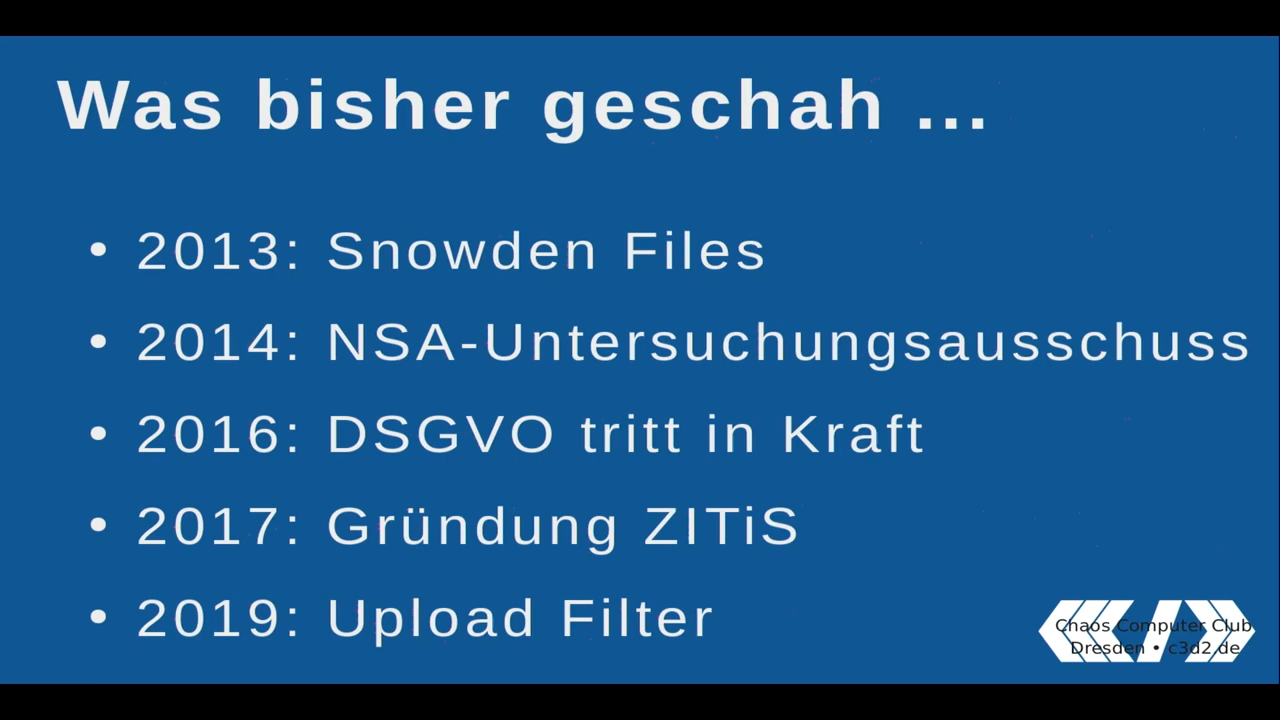 Was bisher geschah ...
• 2013: Snowden Files
• 2014: NSA-Untersuchungsausschuss
• 2016: DSGVO tritt in Kraft
• 2017: Gründung ZITiS
• 2019: Upload Filter
Chaos Computer Club
Dresden • c3d2.de